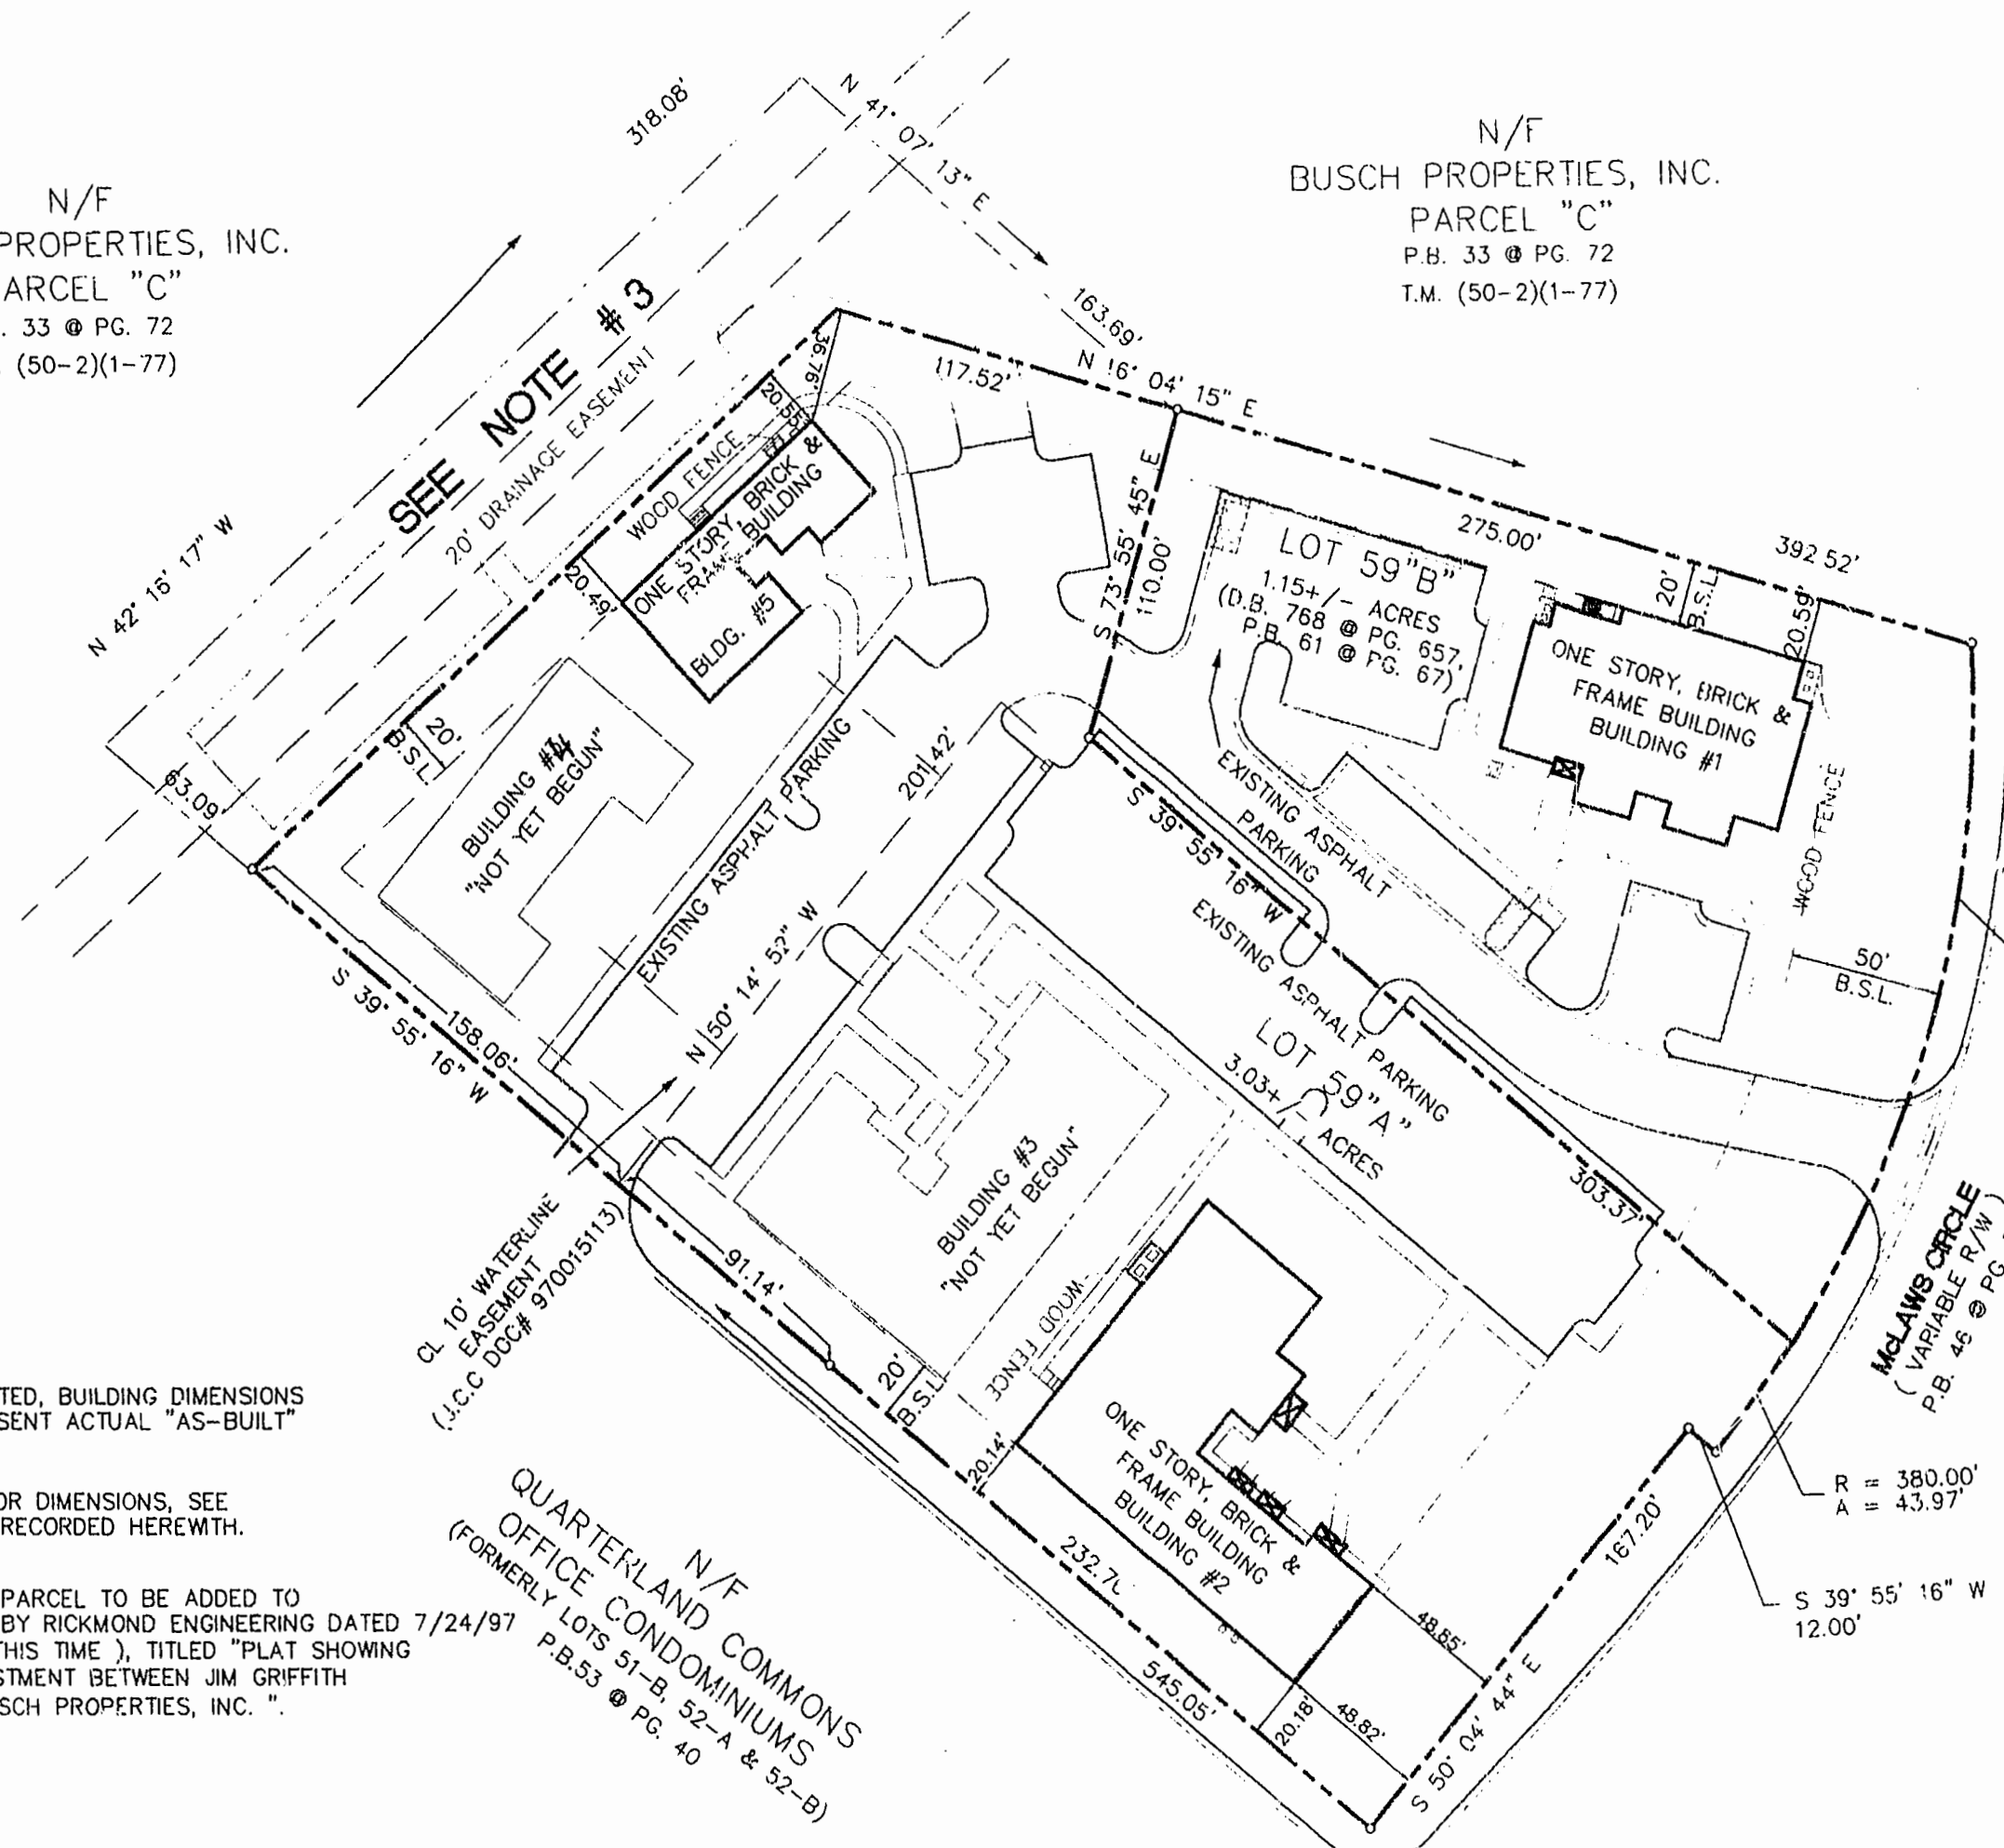 318.08'
N 41° 07' 13" E
163.69'
N/F
BUSCH PROPERTIES, INC.
PARCEL "C"
P.B. 33 @ PG. 72
T.M. (50-2)(1-77)
N/F
PROPERTIES, INC.
ARCEL "C"
. 33 @ PG. 72
(50-2)(1-77)
SEE NOTE # 3
20' DRAINAGE EASEMENT
N 42° 16' 17" W
63.09'
36.76'
20.55'
117.52'
N 16° 04' 15" E
275.00'
392.52'
WOOD FENCE
ONE STORY, BRICK &
FRAME BUILDING
BLDG. #5
20.49'
20'
B.S.L.
BUILDING #4
"NOT YET BEGUN"
EXISTING ASPHALT PARKING
201.42'
N 50° 14' 52" W
S 73° 55' 45" E
110.00'
LOT 59"B"
1.15+/- ACRES
(D.B. 768 @ PG. 657,
P.B. 61 @ PG. 67)
20'
B.S.L.
20.59'
ONE STORY, BRICK &
FRAME BUILDING
BUILDING #1
WOOD FENCE
50'
B.S.L.
EXISTING ASPHALT
PARKING
S 39° 55' 16" W
EXISTING ASPHALT PARKING
LOT 59"A"
3.03+/- ACRES
303.37'
S 39° 55' 16" W
158.06'
91.14'
CL 10' WATERLINE
EASEMENT
(J.C.C DOC# 970015113)
BUILDING #3
"NOT YET BEGUN"
WOOD FENCE
20'
B.S.L.
20.14'
ONE STORY, BRICK &
FRAME BUILDING
BUILDING #2
232.7
545.05'
20.18'
48.82'
48.85'
S 50° 04' 44" E
167.20'
McLAWS CIRCLE
( VARIABLE R/W )
P.B. 46 @ PG
R = 380.00'
A = 43.97'
S 39° 55' 16" W
12.00'
N/F
QUARTERLAND COMMONS
OFFICE CONDOMINIUMS
(FORMERLY LOTS 51-B, 52-A & 52-B)
P.B.53 @ PG. 40
TED, BUILDING DIMENSIONS
SENT ACTUAL "AS-BUILT"
OR DIMENSIONS, SEE
RECORDED HEREWITH.
PARCEL TO BE ADDED TO
BY RICKMOND ENGINEERING DATED 7/24/97
THIS TIME ), TITLED "PLAT SHOWING
STMENT BETWEEN JIM GRIFFITH
SCH PROPERTIES, INC. ".